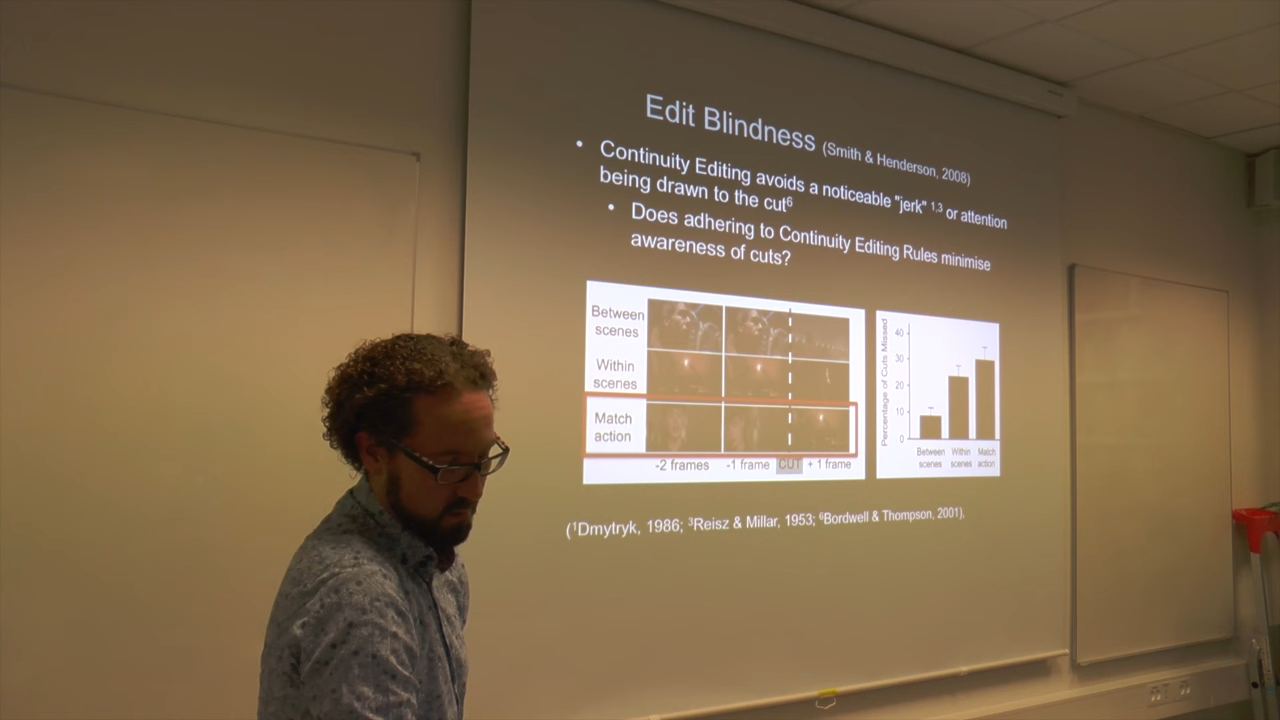 Edit Blindness (Smith & Henderson, 2008)
• Continuity Editing avoids a noticeable "jerk" 1,3 or attention
being drawn to the cut6
• Does adhering to Continuity Editing Rules minimise
awareness of cuts?
Between
scenes
Within
scenes
Match
action
-2 frames -1 frame CUT + 1 frame
Percentage of Cuts Missed
40
30
20
10
0
Between
scenes
Within
scenes
Match
action
(1Dmytryk, 1986; 3Reisz & Millar, 1953; 6Bordwell & Thompson, 2001),